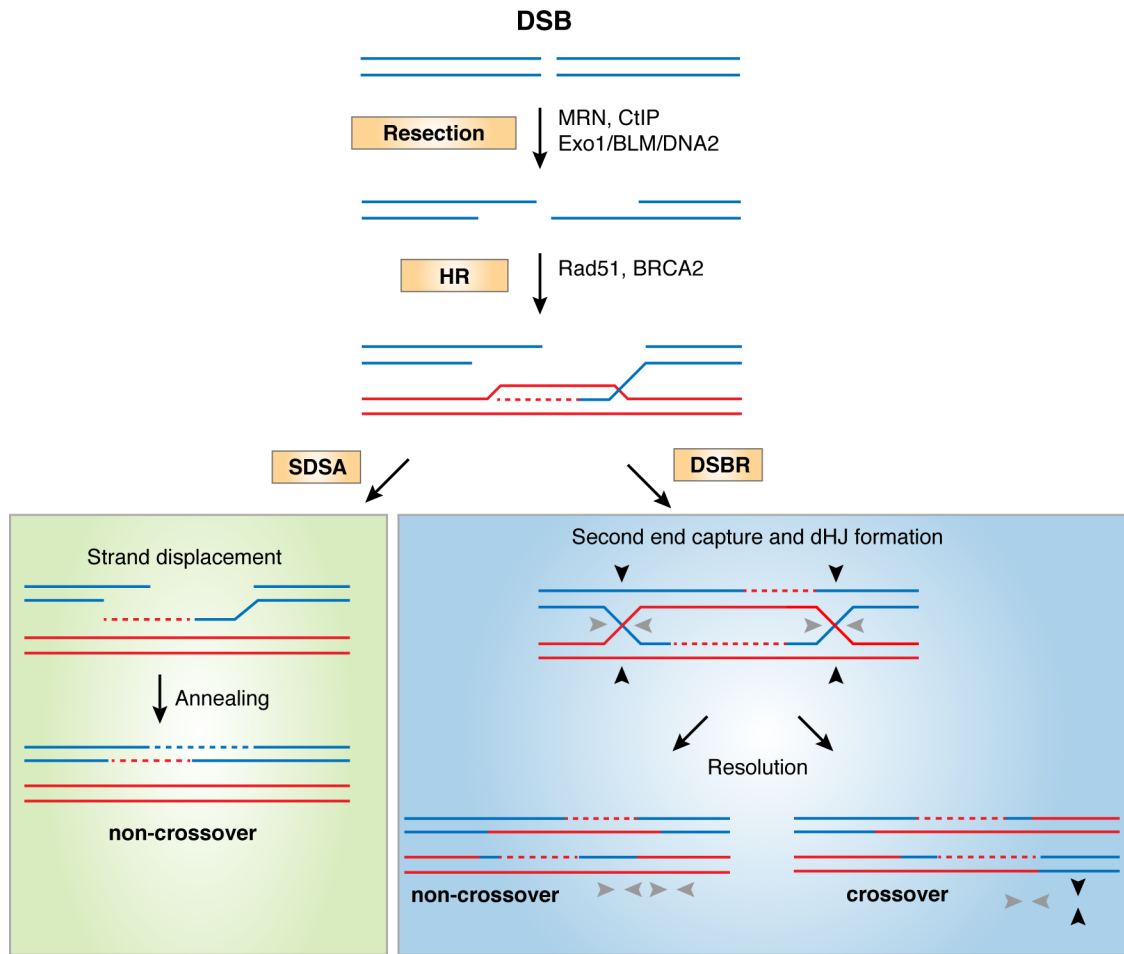 DSB
Resection
MRN, CtIP
Exo1/BLM/DNA2
HR
Rad51, BRCA2
SDSA
DSBR
Strand displacement
Annealing
non-crossover
Second end capture and dHJ formation
Resolution
non-crossover
crossover